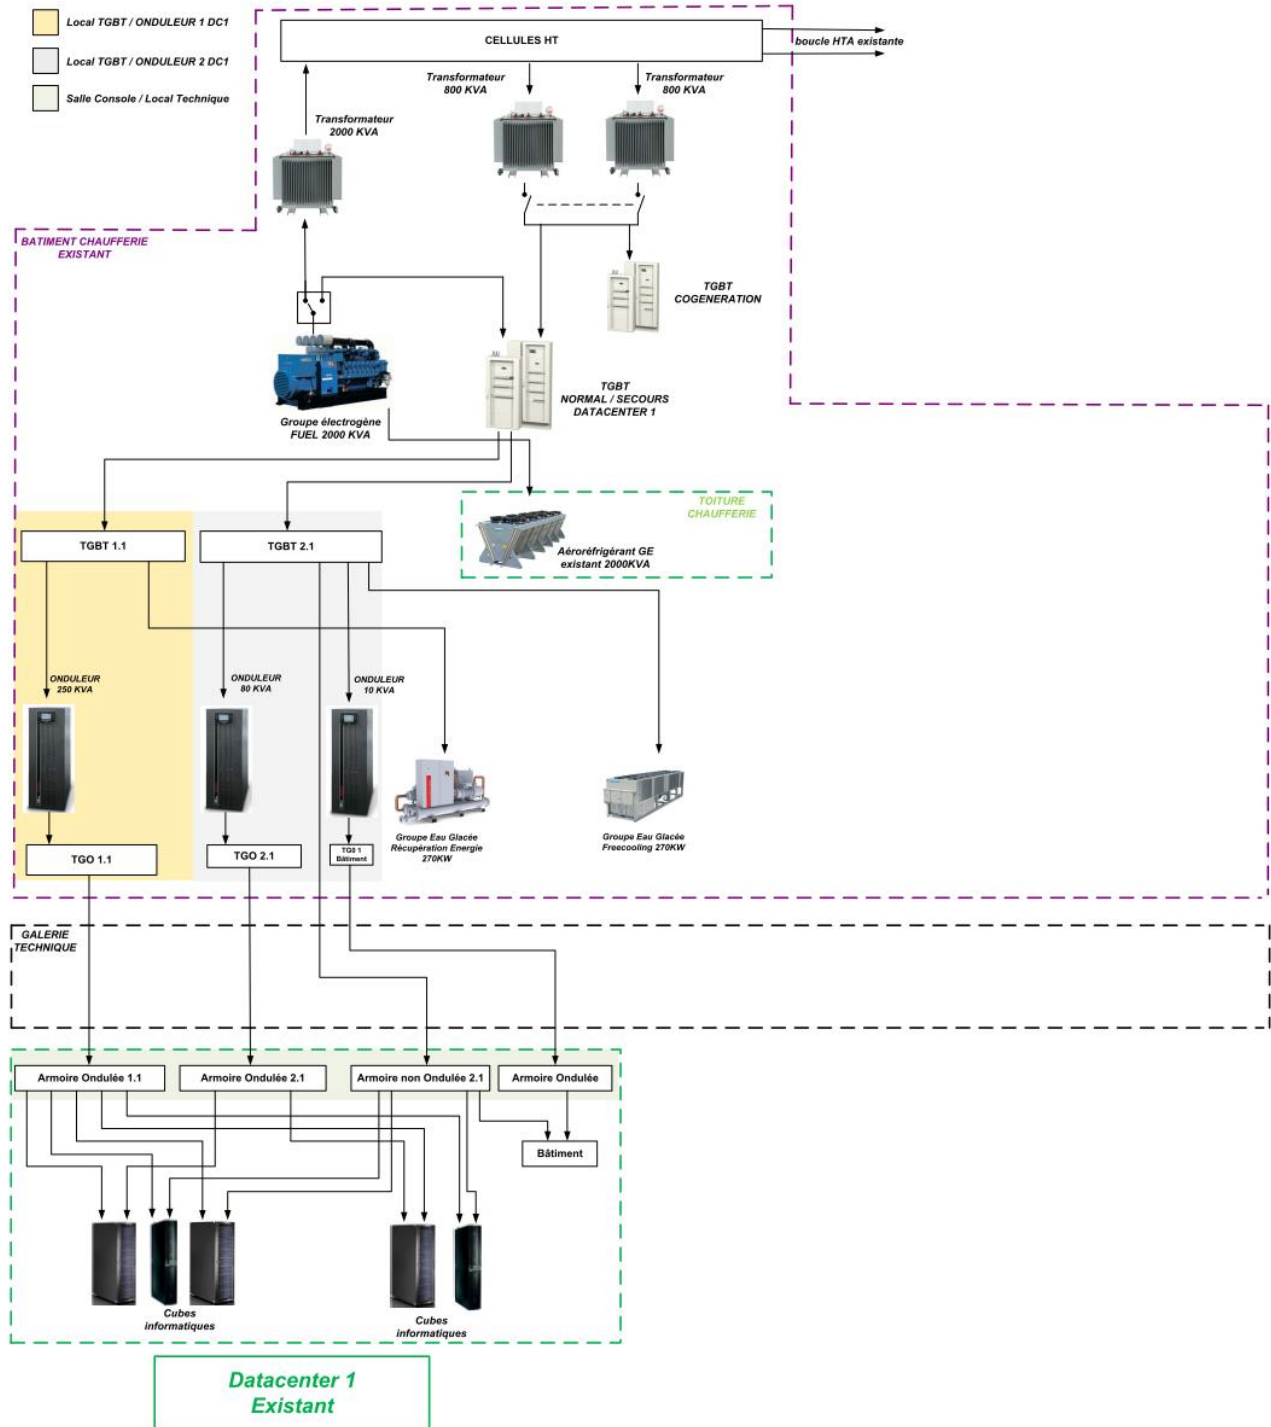 Local TGBT / ONDULEUR 1 DC1
Local TGBT / ONDULEUR 2 DC1
Salle Console / Local Technique
CELLULES HT
boucle HTA existante
Transformateur
800 KVA
Transformateur
800 KVA
Transformateur
2000 KVA
BATIMENT CHAUFFERIE
EXISTANT
TGBT
COGENERATION
TGBT
NORMAL / SECOURS
DATACENTER 1
Groupe électrogène
FUEL 2000 KVA
TOITURE
CHAUFFERIE
Aéroréfrigérant GE
existant 2000KVA
TGBT 1.1
TGBT 2.1
ONDULEUR
250 KVA
ONDULEUR
80 KVA
ONDULEUR
10 KVA
Groupe Eau Glacée
Récupération Energie
270KW
Groupe Eau Glacée
Freecooling 270KW
TGO 1.1
TGO 2.1
TG0 1
Bâtiment
GALERIE
TECHNIQUE
Armoire Ondulée 1.1
Armoire Ondulée 2.1
Armoire non Ondulée 2.1
Armoire Ondulée
Bâtiment
Cubes
informatiques
Cubes
informatiques
Datacenter 1
Existant